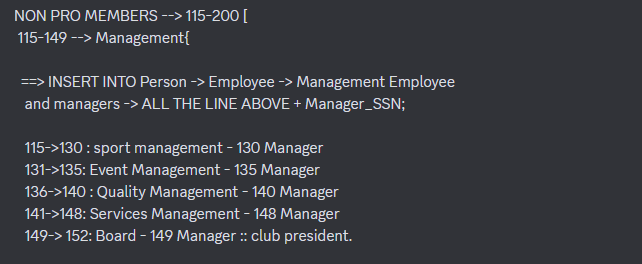 NON PRO MEMBERS --> 115-200 [
115-149 --> Management{
==> INSERT INTO Person -> Employee -> Management Employee
and managers -> ALL THE LINE ABOVE + Manager_SSN;
115->130 : sport management - 130 Manager
131->135: Event Management - 135 Manager
136->140 : Quality Management - 140 Manager
141->148: Services Management - 148 Manager
149-> 152: Board - 149 Manager :: club president.